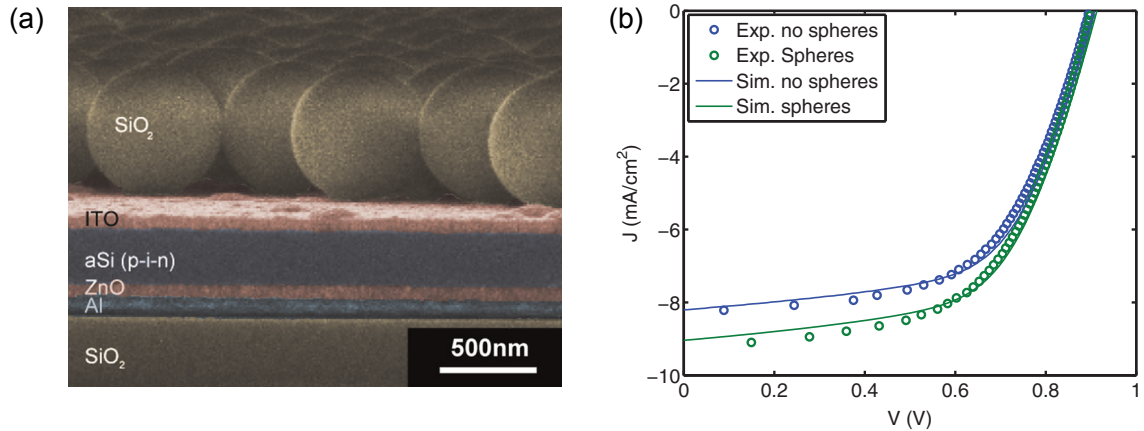 (a)
SiO₂
ITO
aSi (p-i-n)
ZnO
Al
SiO₂
500nm
(b)
Exp. no spheres
Exp. Spheres
Sim. no spheres
Sim. spheres
0
−2
−4
−6
−8
−10
J (mA/cm²)
0 0.2 0.4 0.6 0.8 1
V (V)